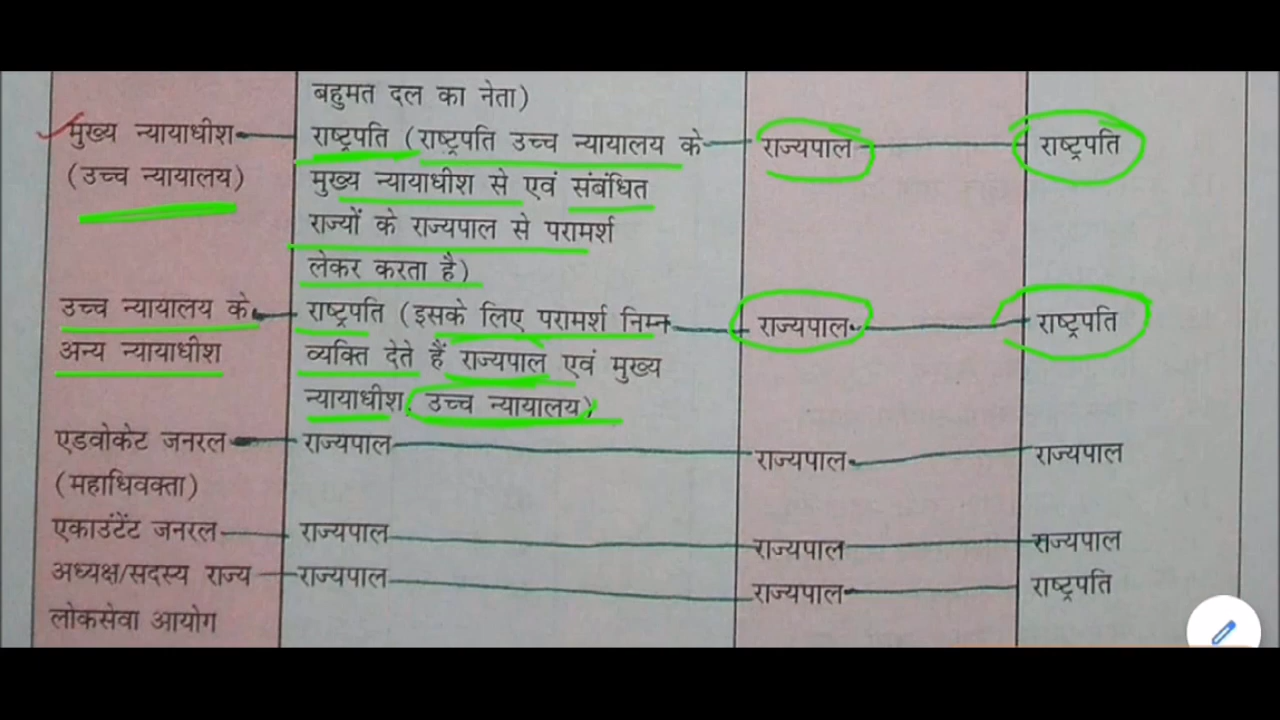 बहुमत दल का नेता)
मुख्य न्यायाधीश राष्ट्रपति (राष्ट्रपति उच्च न्यायालय के राज्यपाल राष्ट्रपति
(उच्च न्यायालय) मुख्य न्यायाधीश से एवं संबंधित
राज्यों के राज्यपाल से परामर्श
लेकर करता है)
उच्च न्यायालय के राष्ट्रपति (इसके लिए परामर्श निम्न राज्यपाल राष्ट्रपति
अन्य न्यायाधीश व्यक्ति देते हैं राज्यपाल एवं मुख्य
न्यायाधीश, उच्च न्यायालय)
एडवोकेट जनरल राज्यपाल राज्यपाल राज्यपाल
(महाधिवक्ता)
एकाउंटेंट जनरल राज्यपाल राज्यपाल राज्यपाल
अध्यक्ष/सदस्य राज्य राज्यपाल राज्यपाल राष्ट्रपति
लोकसेवा आयोग